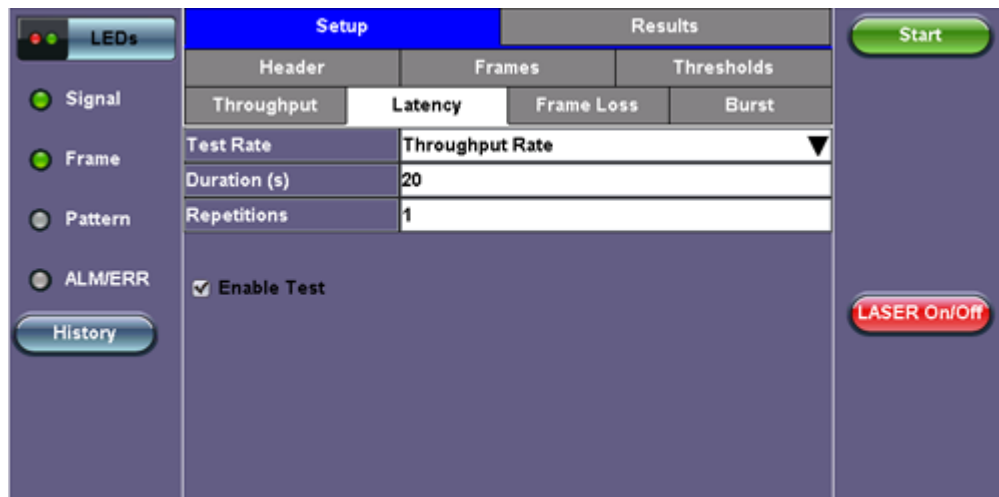 LEDs
Signal
Frame
Pattern
ALM/ERR
History
Setup Results
Header Frames Thresholds
Throughput Latency Frame Loss Burst
Test Rate Throughput Rate
Duration (s) 20
Repetitions 1
Enable Test
Start
LASER On/Off